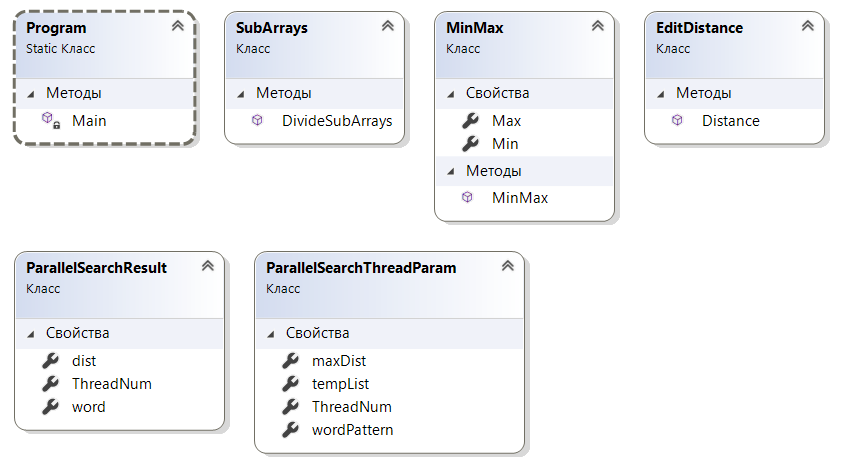 Program
Static Класс
Методы
Main
SubArrays
Класс
Методы
DivideSubArrays
MinMax
Класс
Свойства
Max
Min
Методы
MinMax
EditDistance
Класс
Методы
Distance
ParallelSearchResult
Класс
Свойства
dist
ThreadNum
word
ParallelSearchThreadParam
Класс
Свойства
maxDist
tempList
ThreadNum
wordPattern